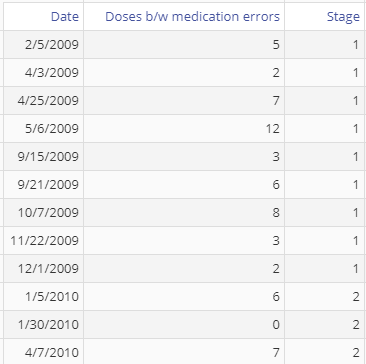 Date Doses b/w medication errors Stage
2/5/2009 5 1
4/3/2009 2 1
4/25/2009 7 1
5/6/2009 12 1
9/15/2009 3 1
9/21/2009 6 1
10/7/2009 8 1
11/22/2009 3 1
12/1/2009 2 1
1/5/2010 6 2
1/30/2010 0 2
4/7/2010 7 2